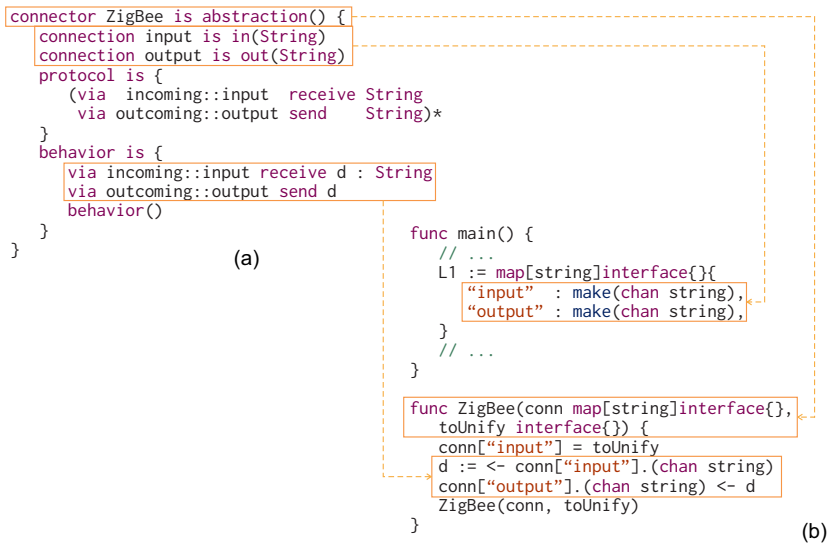 connector ZigBee is abstraction() {
connection input is in(String)
connection output is out(String)
protocol is {
(via incoming::input receive String
via outcoming::output send String)*
}
behavior is {
via incoming::input receive d : String
via outcoming::output send d
behavior()
}
}
(a)
func main() {
// ...
L1 := map[string]interface{}{
“input” : make(chan string),
“output” : make(chan string),
}
// ...
}
func ZigBee(conn map[string]interface{},
toUnify interface{}) {
conn[“input”] = toUnify
d := <- conn[“input”].(chan string)
conn[“output”].(chan string) <- d
ZigBee(conn, toUnify)
}
(b)